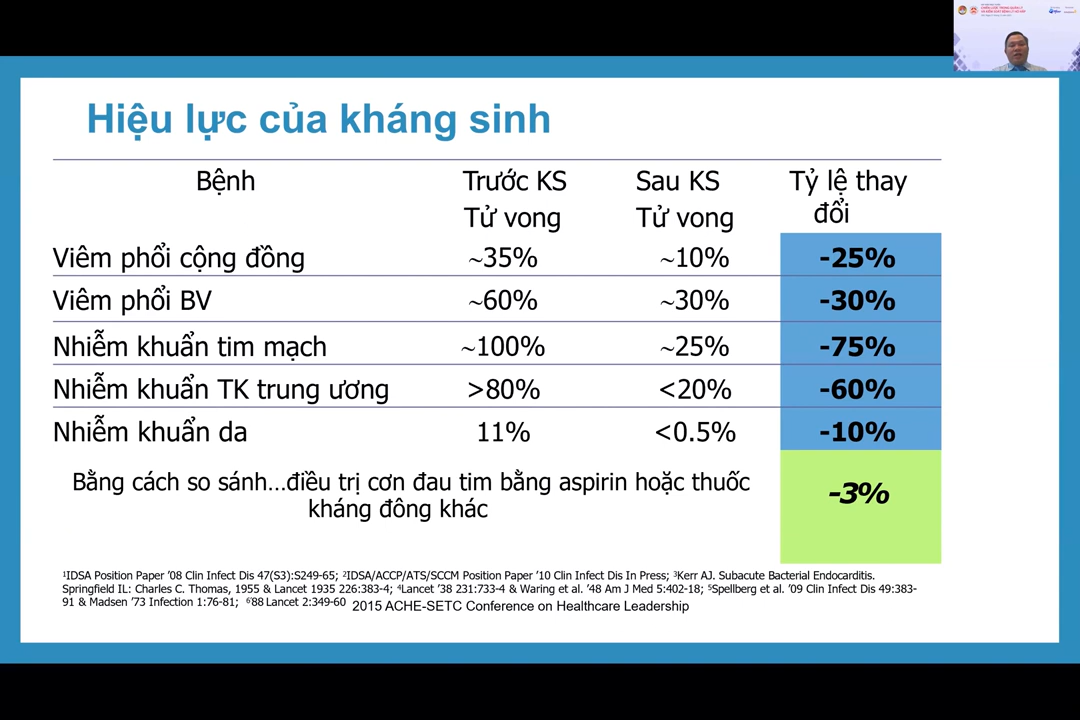 Hiệu lực của kháng sinh
Bệnh Trước KS Sau KS Tỷ lệ thay
Tử vong Tử vong đổi
Viêm phổi cộng đồng ~35% ~10% -25%
Viêm phổi BV ~60% ~30% -30%
Nhiễm khuẩn tim mạch ~100% ~25% -75%
Nhiễm khuẩn TK trung ương >80% <20% -60%
Nhiễm khuẩn da 11% <0.5% -10%
Bằng cách so sánh...điều trị cơn đau tim bằng aspirin hoặc thuốc -3%
kháng đông khác
¹IDSA Position Paper '08 Clin Infect Dis 47(S3):S249-65; ²IDSA/ACCP/ATS/SCCM Position Paper '10 Clin Infect Dis In Press; ³Kerr AJ. Subacute Bacterial Endocarditis.
Springfield IL: Charles C. Thomas, 1955 & Lancet 1935 226:383-4; ⁴Lancet '38 231:733-4 & Waring et al. '48 Am J Med 5:402-18; ⁵Spellberg et al. '09 Clin Infect Dis 49:383-
91 & Madsen '73 Infection 1:76-81; ⁶'88 Lancet 2:349-60 2015 ACHE-SETC Conference on Healthcare Leadership